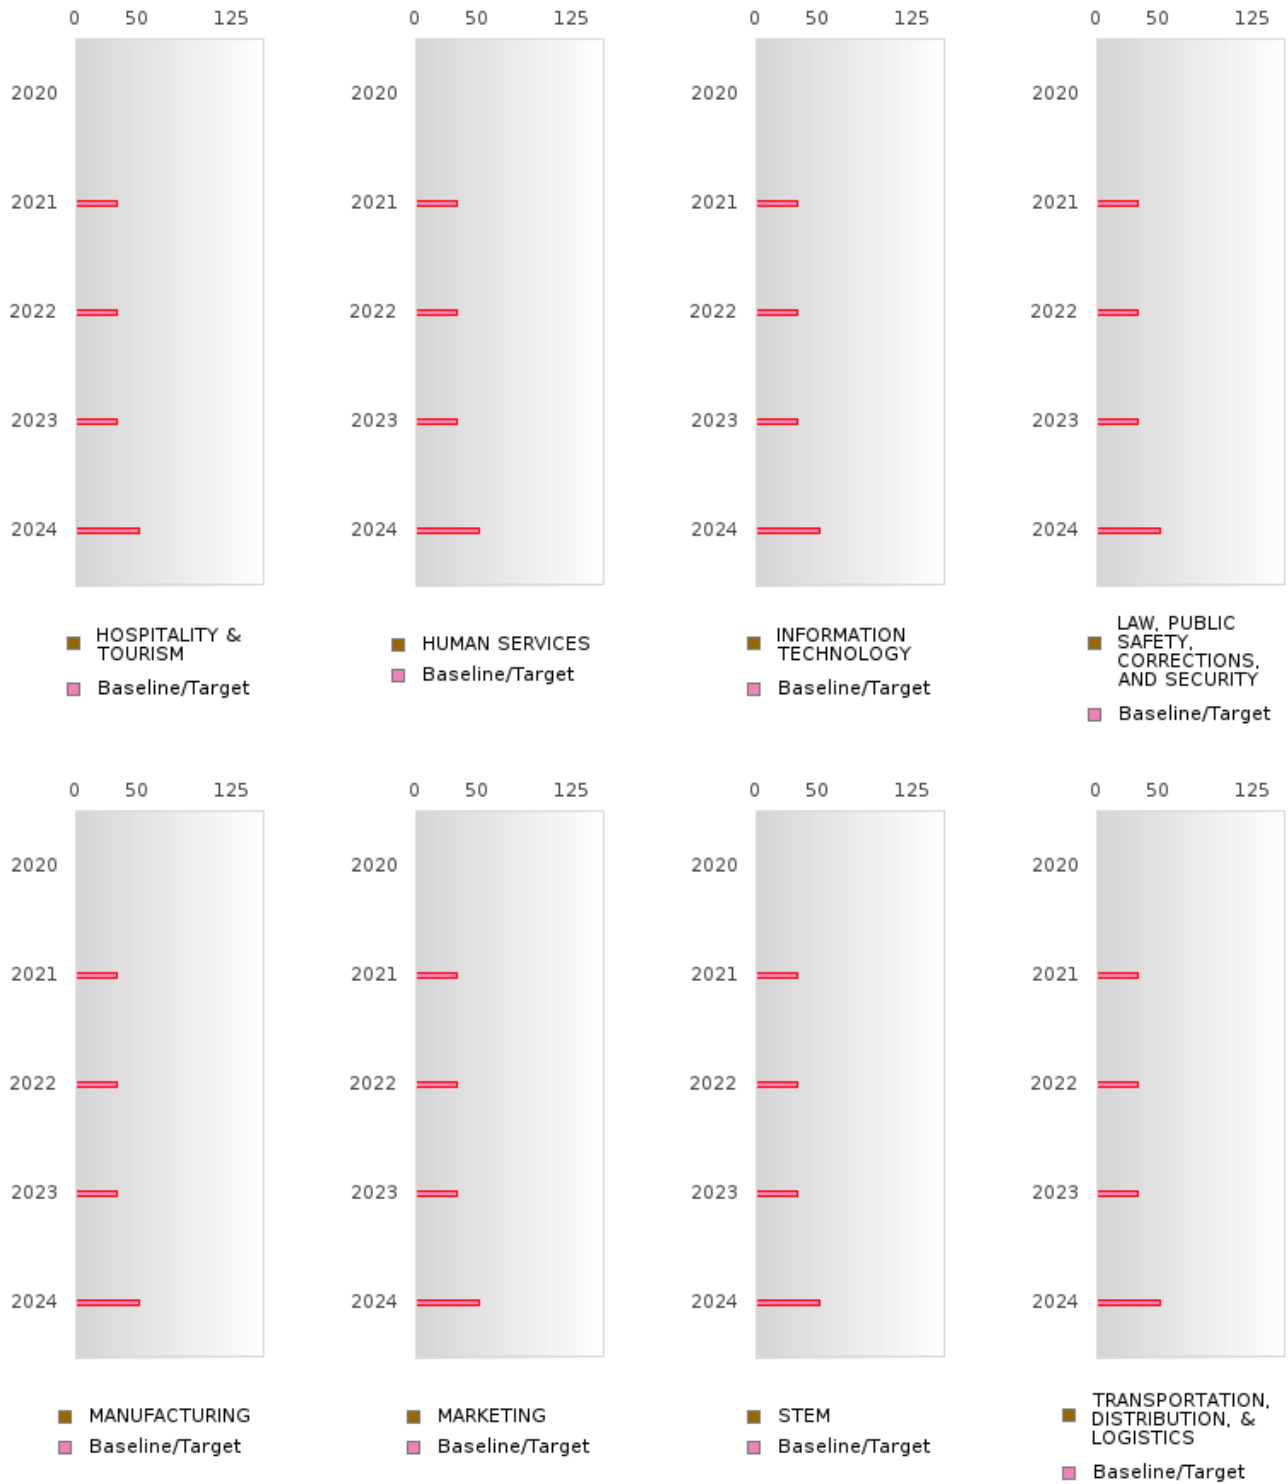 0 50 125
2020
2021
2022
2023
2024
HOSPITALITY &
TOURISM
Baseline/Target
0 50 125
2020
2021
2022
2023
2024
HUMAN SERVICES
Baseline/Target
0 50 125
2020
2021
2022
2023
2024
INFORMATION
TECHNOLOGY
Baseline/Target
0 50 125
2020
2021
2022
2023
2024
LAW, PUBLIC
SAFETY,
CORRECTIONS,
AND SECURITY
Baseline/Target
0 50 125
2020
2021
2022
2023
2024
MANUFACTURING
Baseline/Target
0 50 125
2020
2021
2022
2023
2024
MARKETING
Baseline/Target
0 50 125
2020
2021
2022
2023
2024
STEM
Baseline/Target
0 50 125
2020
2021
2022
2023
2024
TRANSPORTATION,
DISTRIBUTION, &
LOGISTICS
Baseline/Target